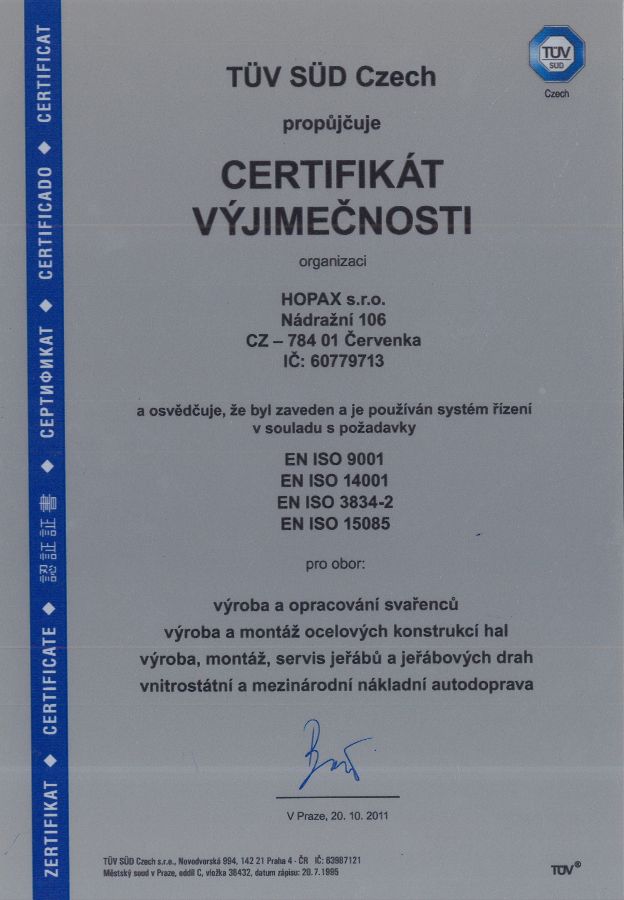 TÜV SÜD Czech
propůjčuje
CERTIFIKÁT
VÝJIMEČNOSTI
organizaci
HOPAX s.r.o.
Nádražní 106
CZ – 784 01 Červenka
IČ: 60779713
a osvědčuje, že byl zaveden a je používán systém řízení
v souladu s požadavky
EN ISO 9001
EN ISO 14001
EN ISO 3834-2
EN ISO 15085
pro obor:
výroba a opracování svařenců
výroba a montáž ocelových konstrukcí hal
výroba, montáž, servis jeřábů a jeřábových drah
vnitrostátní a mezinárodní nákladní autodoprava
V Praze, 20. 10. 2011
TÜV SÜD Czech s.r.o., Novodvorská 994, 142 21 Praha 4 - ČR IČ: 63987121
Městský soud v Praze, oddíl C, vložka 38432, datum zápisu: 20.7.1995
TÜV®
TÜV
SÜD
Czech
ZERTIFIKAT ◆ CERTIFICATE ◆ 認証証書 ◆ СЕРТИФИКАТ ◆ CERTIFICADO ◆ CERTIFICAT